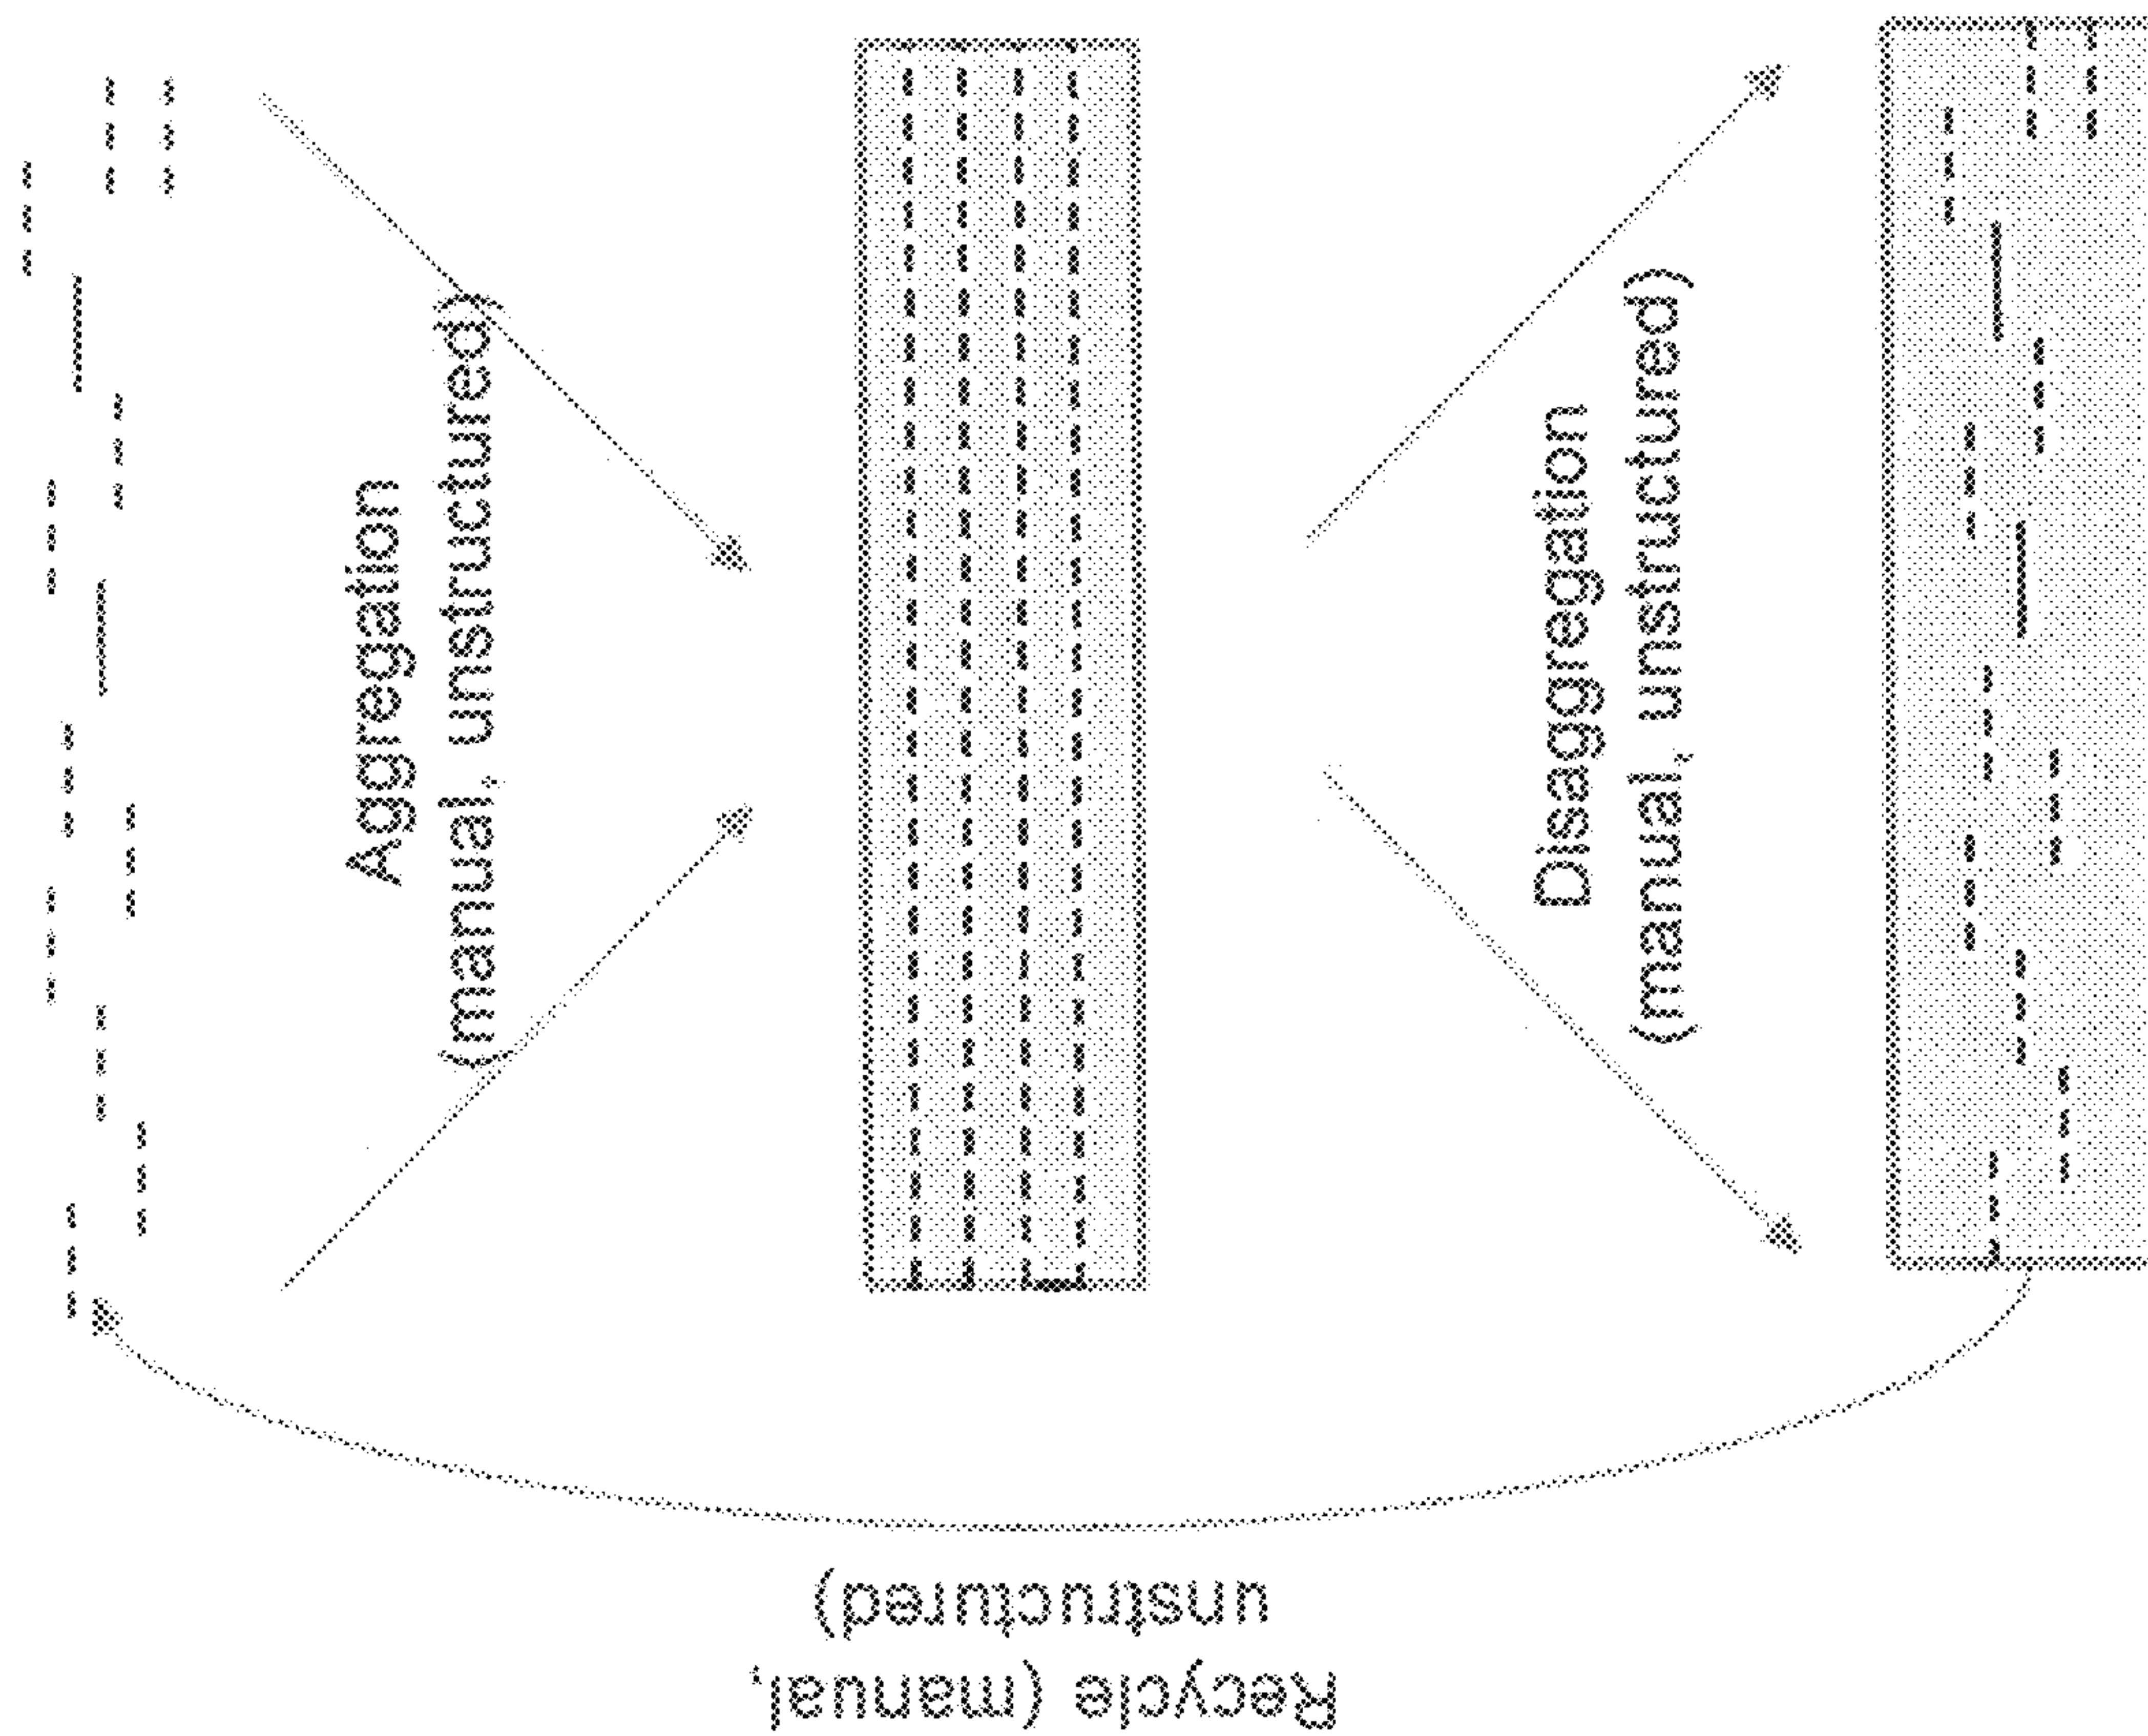 Aggregation
(manual, unstructured)
Disaggregation
(manual, unstructured)
Recycle (manual,
unstructured)